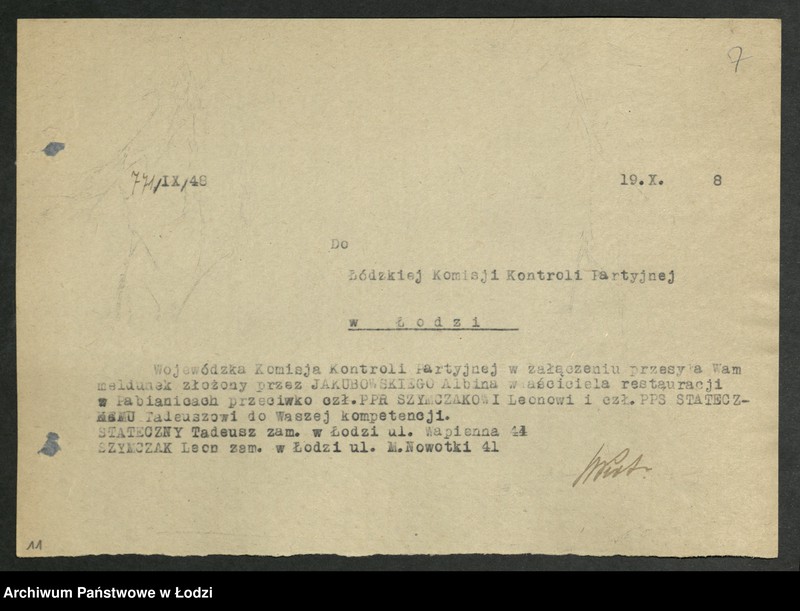 7
771/IX/48 19.X. 8
Do
Łódzkiej Komisji Kontroli Partyjnej
w Łodzi
Wojewódzka Komisja Kontroli Partyjnej w załączeniu przesyła Wam
meldunek złożony przez JAKUBOWSKIEGO Albina właściciela restauracji
w Pabianicach przeciwko czł.PPR SZYMCZAKOWI Leonowi i czł.PPS STATECZ-
NEMU Tadeuszowi do Waszej kompetencji.
STATECZNY Tadeusz zam. w Łodzi ul. Wapienna
SZYMCZAK Leon zam. w Łodzi ul. M.Nowotki 41
11
Archiwum Państwowe w Łodzi